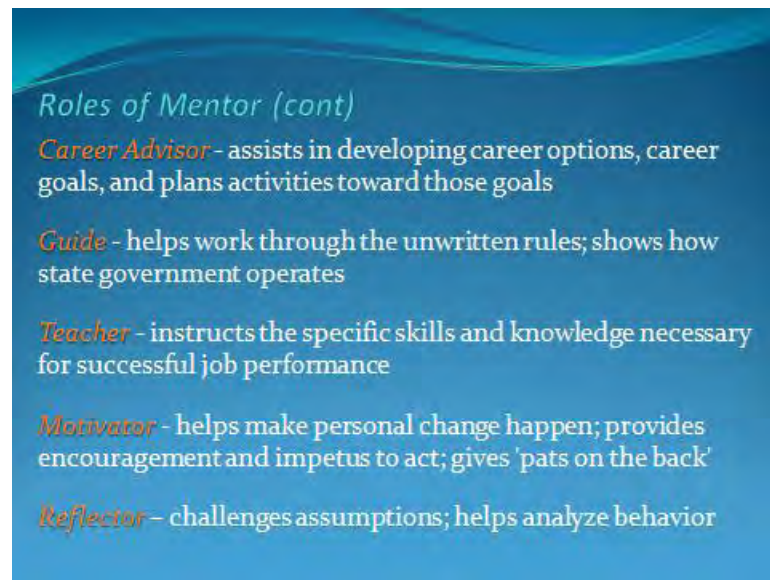 Roles of Mentor (cont)
Career Advisor - assists in developing career options, career
goals, and plans activities toward those goals
Guide - helps work through the unwritten rules; shows how
state government operates
Teacher - instructs the specific skills and knowledge necessary
for successful job performance
Motivator - helps make personal change happen; provides
encouragement and impetus to act; gives 'pats on the back'
Reflector – challenges assumptions; helps analyze behavior